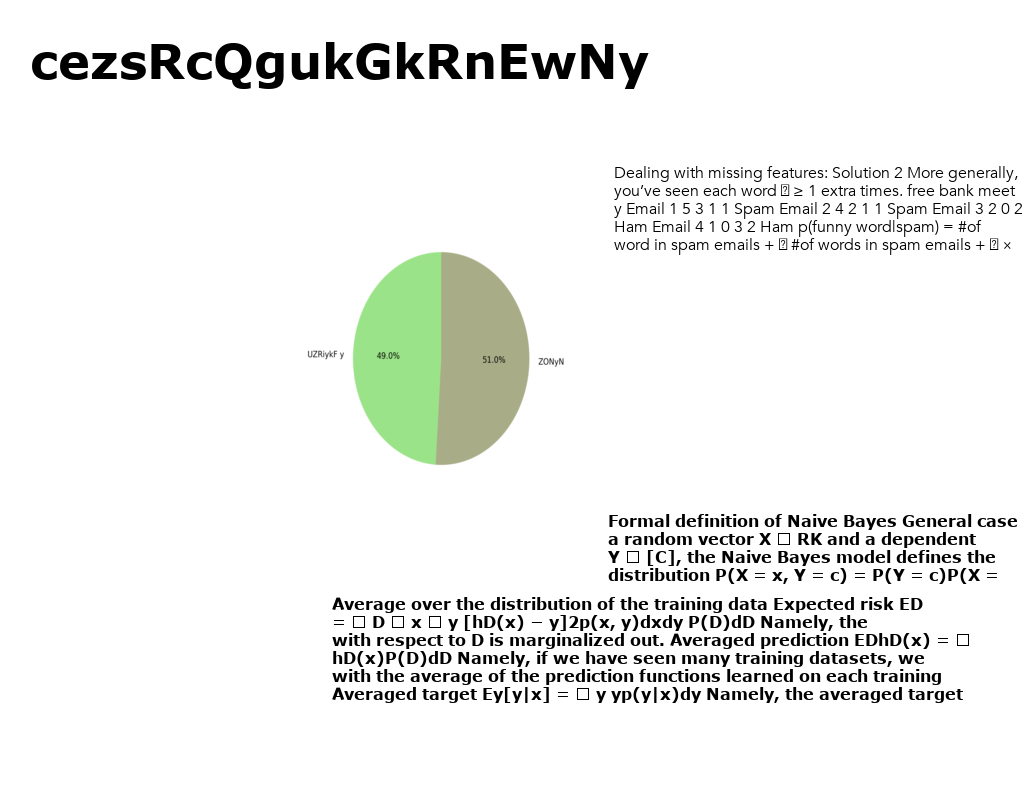 cezsRcQgukGkRnEwNy
Dealing with missing features: Solution 2 More generally,
you’ve seen each word ≥ 1 extra times. free bank meet
y Email 1 5 3 1 1 Spam Email 2 4 2 1 1 Spam Email 3 2 0 2
Ham Email 4 1 0 3 2 Ham p(funny word|spam) = #of
word in spam emails + #of words in spam emails + ×
UZRiykF y
49.0%
51.0%
ZONyN
Formal definition of Naive Bayes General case
a random vector X □ RK and a dependent
Y □ [C], the Naive Bayes model defines the
distribution P(X = x, Y = c) = P(Y = c)P(X =
Average over the distribution of the training data Expected risk ED
= □ D □ x □ y [hD(x) − y]2p(x, y)dxdy P(D)dD Namely, the
with respect to D is marginalized out. Averaged prediction EDhD(x) = □
hD(x)P(D)dD Namely, if we have seen many training datasets, we
with the average of the prediction functions learned on each training
Averaged target Ey[y|x] = □ y yp(y|x)dy Namely, the averaged target